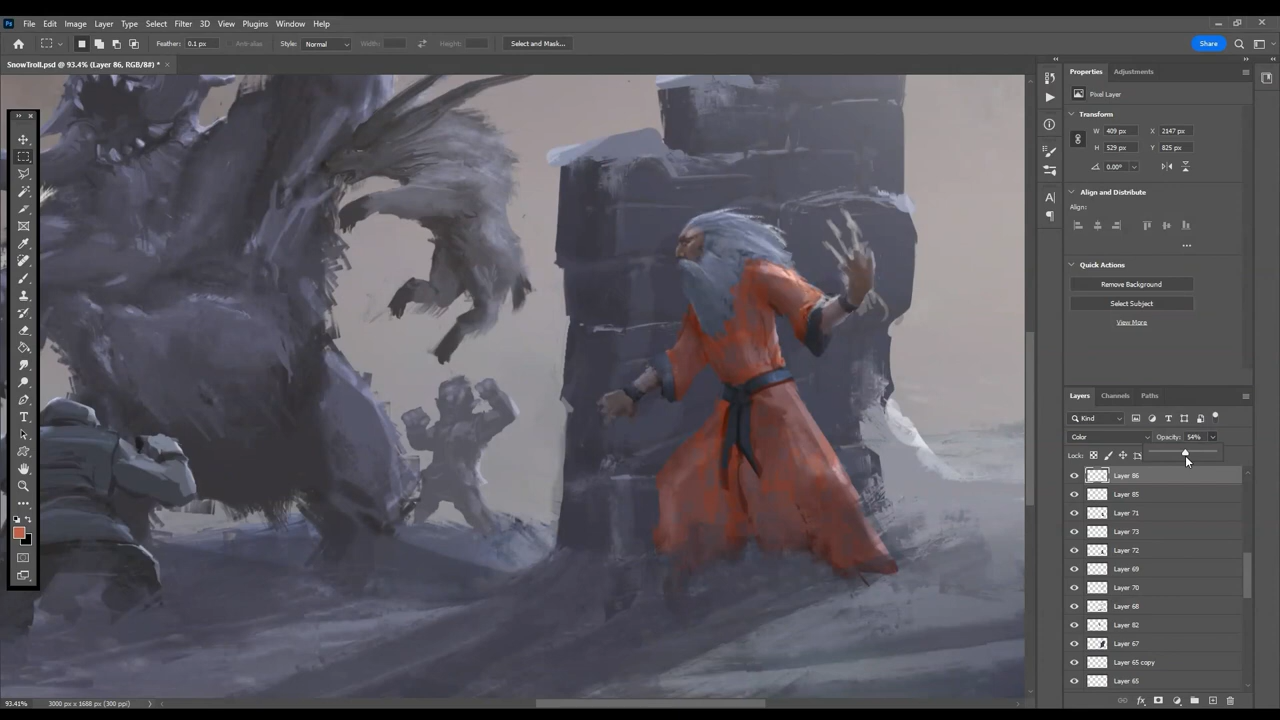 Ps File Edit Image Layer Type Select Filter 3D View Plugins Window Help
Feather: 0.1 px Anti-alias Style: Normal Width: Height: Select and Mask... Share
SnowTroll.psd @ 93.4% (Layer 86, RGB/8#) * ×
Properties Adjustments
Pixel Layer
Transform
W 409 px X 2147 px
H 529 px Y 825 px
0.00°
Align and Distribute
Align:
Quick Actions
Remove Background
Select Subject
View More
Layers Channels Paths
Kind
Color Opacity: 54%
Lock:
Layer 86
Layer 85
Layer 71
Layer 73
Layer 72
Layer 69
Layer 70
Layer 68
Layer 82
Layer 67
Layer 65 copy
Layer 65
93.41% 3000 px x 1688 px (300 ppi)